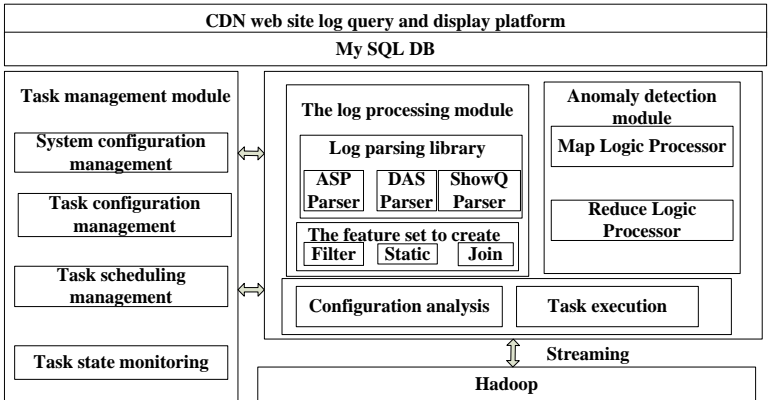 CDN web site log query and display platform
My SQL DB
Task management module
System configuration
management
Task configuration
management
Task scheduling
management
Task state monitoring
The log processing module
Log parsing library
ASP
Parser
DAS
Parser
ShowQ
Parser
The feature set to create
Filter
Static
Join
Anomaly detection
module
Map Logic Processor
Reduce Logic
Processor
Configuration analysis
Task execution
Streaming
Hadoop